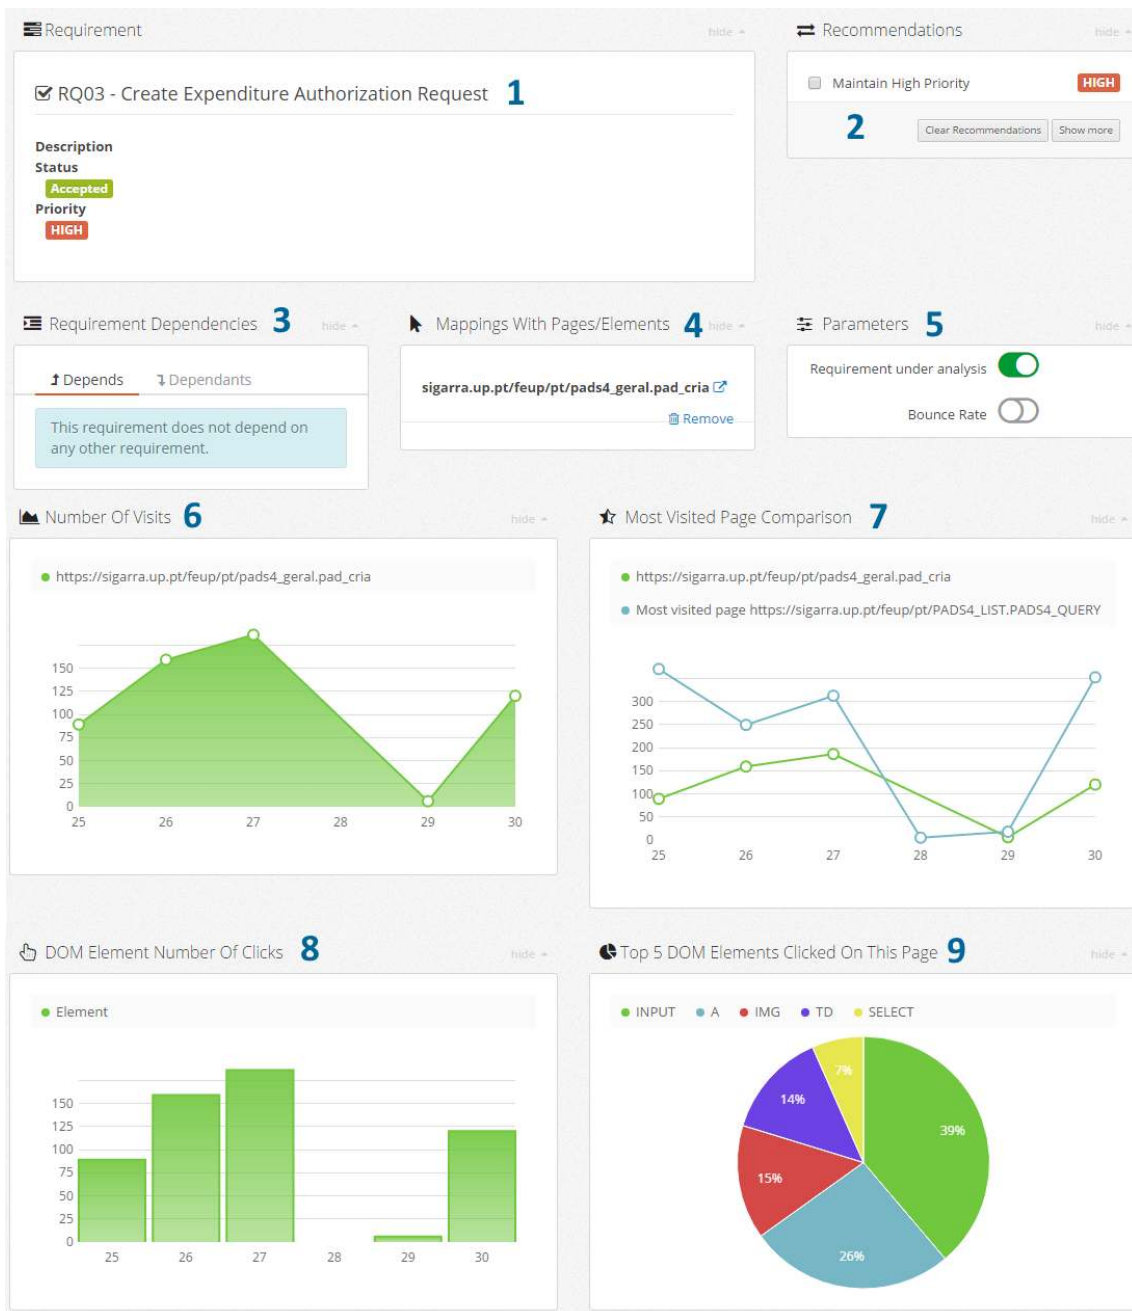 Requirement
hide
Recommendations
hide
RQ03 - Create Expenditure Authorization Request 1
Description
Status
Accepted
Priority
HIGH
Maintain High Priority HIGH
2 Clear Recommendations Show more
Requirement Dependencies 3 hide
Depends Dependants
This requirement does not depend on
any other requirement.
Mappings With Pages/Elements 4 hide
sigarra.up.pt/feup/pt/pads4_geral.pad_cria
Remove
Parameters 5 hide
Requirement under analysis
Bounce Rate
Number Of Visits 6 hide
https://sigarra.up.pt/feup/pt/pads4_geral.pad_cria
150
125
100
75
50
25
0
25 26 27 28 29 30
Most Visited Page Comparison 7 hide
https://sigarra.up.pt/feup/pt/pads4_geral.pad_cria
Most visited page https://sigarra.up.pt/feup/pt/PADS4_LIST.PADS4_QUERY
300
250
200
150
100
50
0
25 26 27 28 29 30
DOM Element Number Of Clicks 8 hide
Element
150
125
100
75
50
25
0
25 26 27 28 29 30
Top 5 DOM Elements Clicked On This Page 9 hide
INPUT A IMG TD SELECT
7%
14%
39%
15%
26%